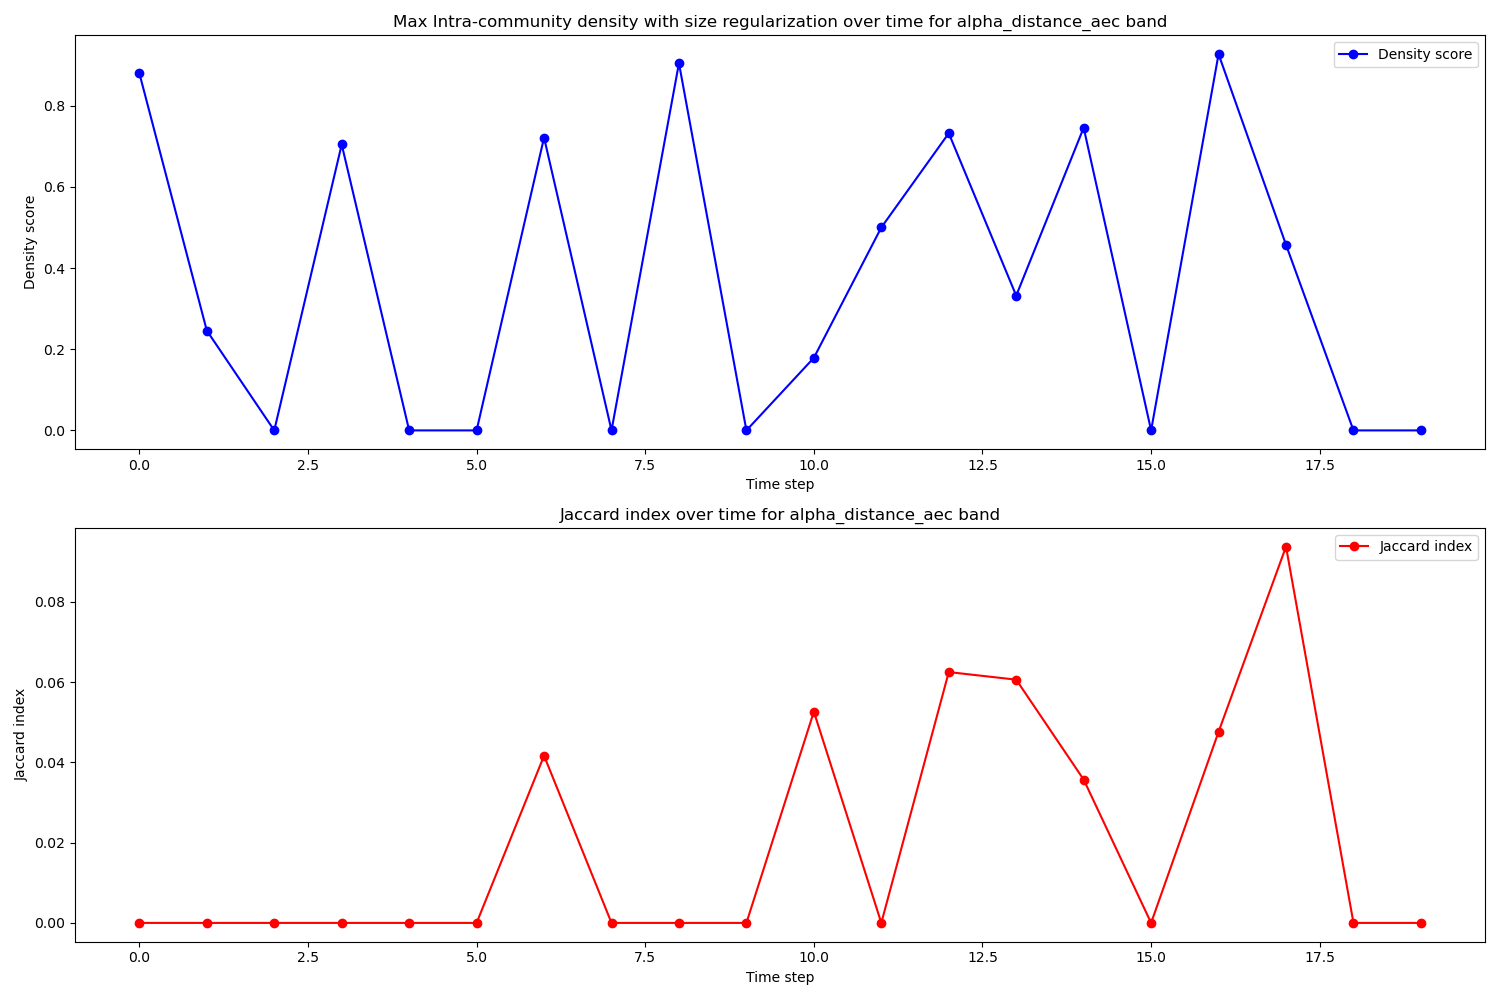 Max Intra-community density with size regularization over time for alpha_distance_aec band
Density score
Density score
0.8
0.6
0.4
0.2
0.0
0.0 2.5 5.0 7.5 10.0 12.5 15.0 17.5
Time step
Jaccard index over time for alpha_distance_aec band
Jaccard index
Jaccard index
0.08
0.06
0.04
0.02
0.00
0.0 2.5 5.0 7.5 10.0 12.5 15.0 17.5
Time step